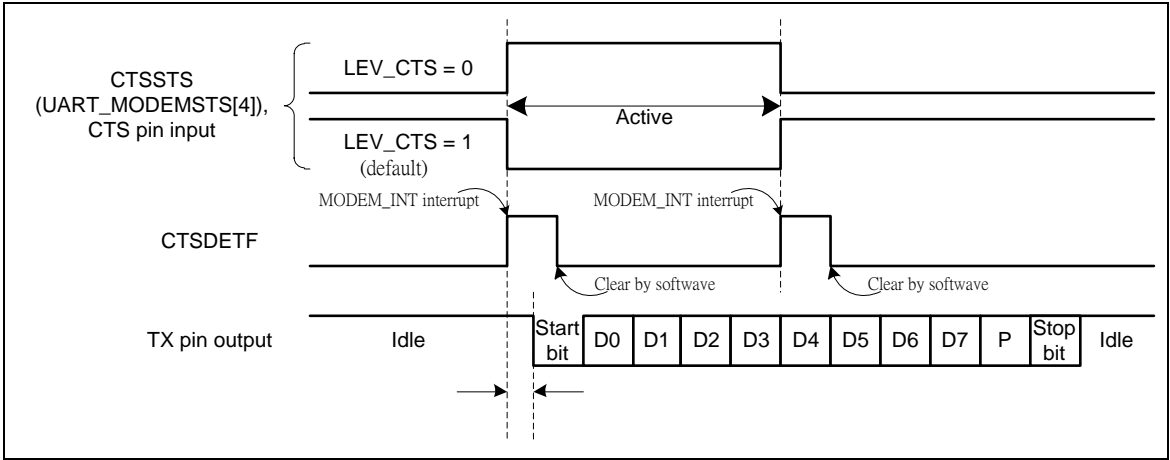 CTSSTS
(UART_MODEMSTS[4]),
CTS pin input
LEV_CTS = 0
Active
LEV_CTS = 1
(default)
MODEM_INT interrupt
MODEM_INT interrupt
CTSDETF
Clear by softwave
Clear by softwave
TX pin output
Idle
Start
bit
D0
D1
D2
D3
D4
D5
D6
D7
P
Stop
bit
Idle